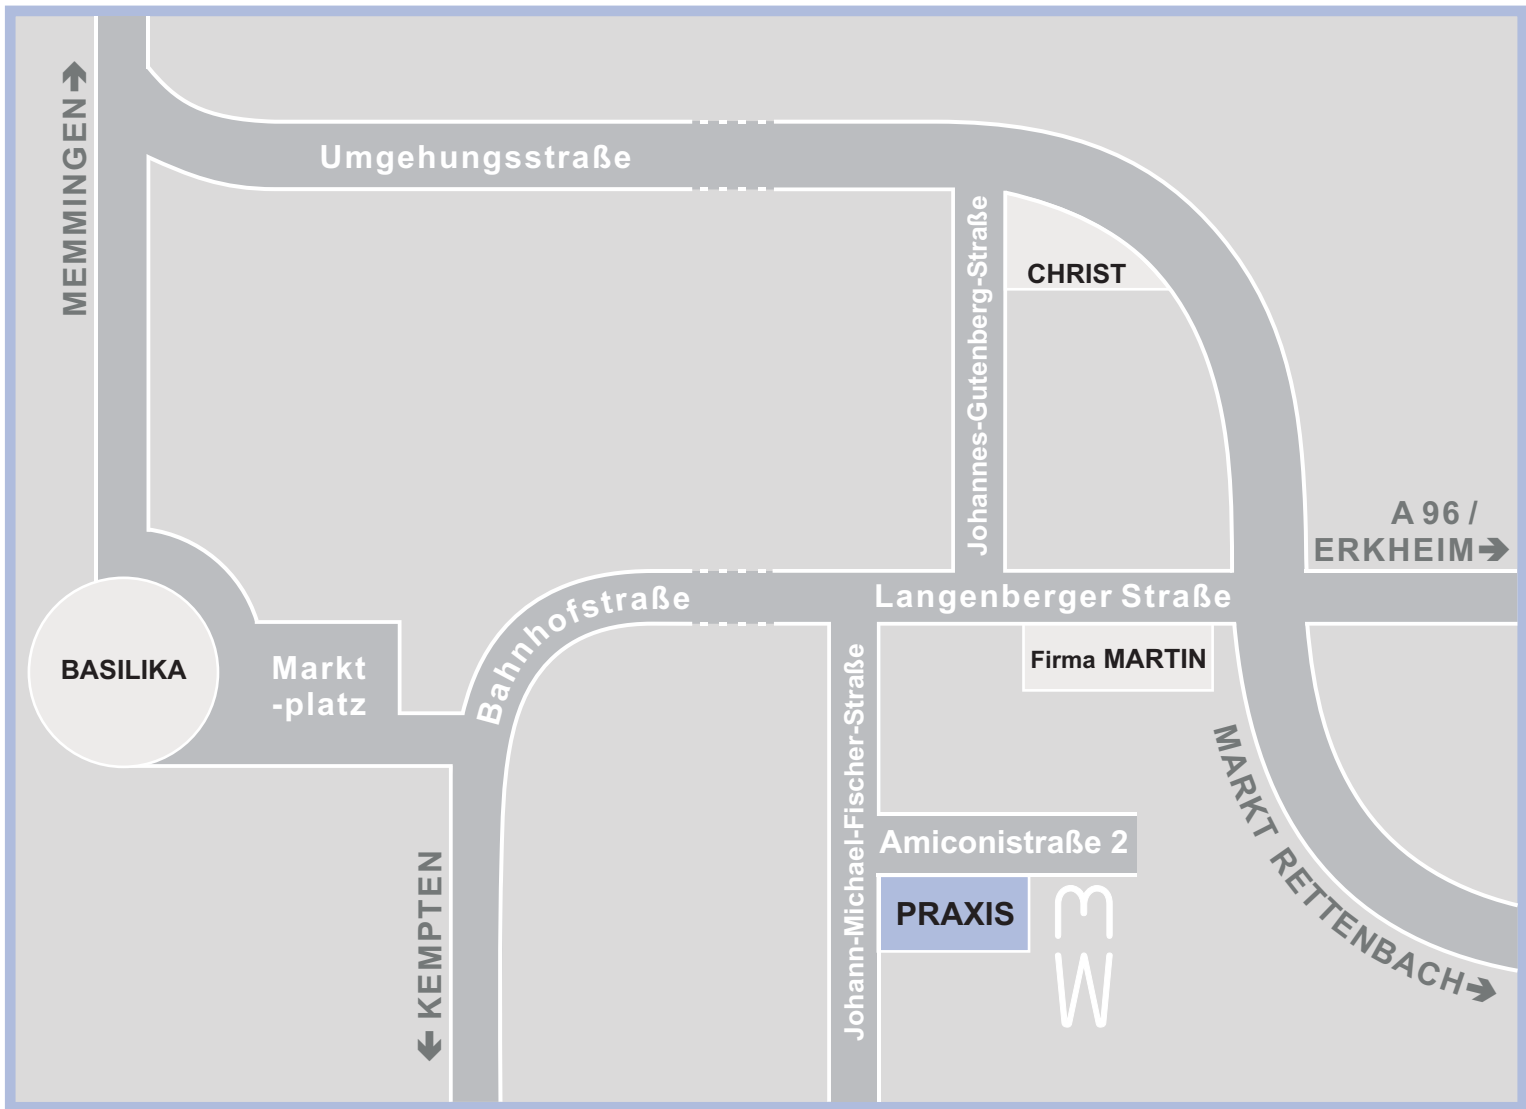 MEMMINGEN
Umgehungsstraße
Johannes-Gutenberg-Straße
CHRIST
A 96 /
ERKHEIM
Bahnhofstraße
Langenberger Straße
BASILIKA
Markt
-platz
Firma MARTIN
Johann-Michael-Fischer-Straße
MARKT RETTENBACH
Amiconistraße 2
KEMPTEN
PRAXIS
M
W